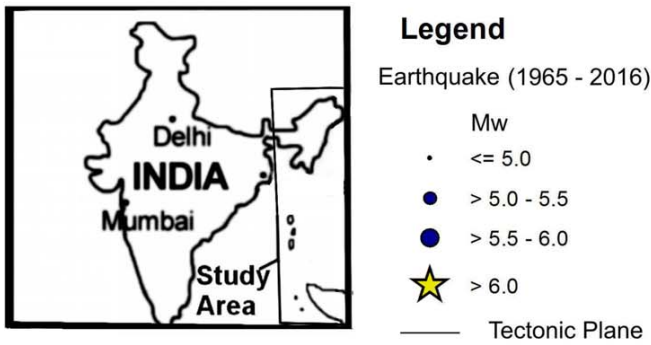 Delhi
INDIA
Mumbai
Study
Area
Legend
Earthquake (1965 - 2016)
Mw
<= 5.0
> 5.0 - 5.5
> 5.5 - 6.0
> 6.0
Tectonic Plane